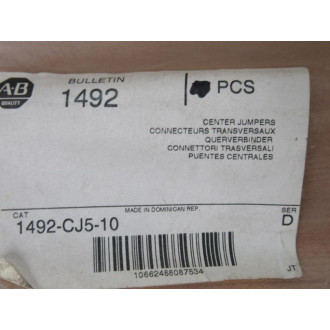 A-B
QUALITY
BULLETIN
1492
PCS
CENTER JUMPERS
CONNECTEURS TRANSVERSAUX
QUERVERBINDER
CONNETTORI TRASVERSALI
PUENTES CENTRALES
MADE IN DOMINICAN REP.
CAT
1492-CJ5-10
SER
D
10662468087534
JT